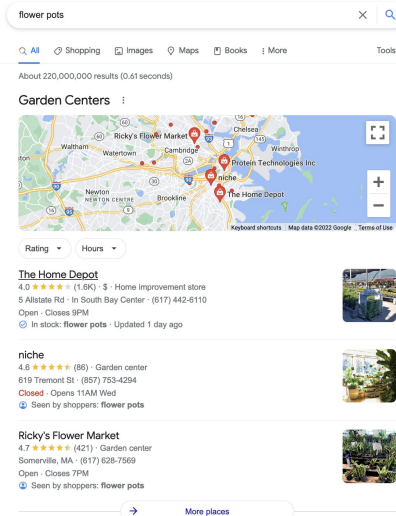 flower pots
All
Shopping
Images
Maps
Books
More
Tools
About 220,000,000 results (0.61 seconds)
Garden Centers
Chelsea
Ricky's Flower Market
Waltham
Cambridge
Watertown
Winthrop
Protein Technologies Inc
niche
Newton
NEWTON CENTRE
Brookline
The Home Depot
Keyboard shortcuts Map data ©2022 Google Terms of Use
Rating
Hours
The Home Depot
4.0 (1.6K) · $ · Home improvement store
5 Allstate Rd · In South Bay Center · (617) 442-6110
Open · Closes 9PM
In stock: flower pots · Updated 1 day ago
niche
4.6 (86) · Garden center
619 Tremont St · (857) 753-4294
Closed · Opens 11AM Wed
Seen by shoppers: flower pots
Ricky's Flower Market
4.7 (421) · Garden center
Somerville, MA · (617) 628-7569
Open · Closes 7PM
Seen by shoppers: flower pots
More places